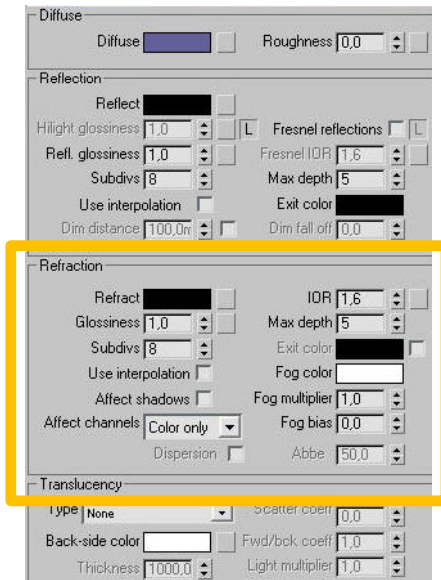 Diffuse
Diffuse Roughness 0,0
Reflection
Reflect
Hilight glossiness 1,0 L Fresnel reflections L
Refl. glossiness 1,0 Fresnel IOR 1,6
Subdivs 8 Max depth 5
Use interpolation Exit color
Dim distance 100,0m Dim fall off 0,0
Refraction
Refract IOR 1,6
Glossiness 1,0 Max depth 5
Subdivs 8 Exit color
Use interpolation Fog color
Affect shadows Fog multiplier 1,0
Affect channels Color only Fog bias 0,0
Dispersion Abbe 50,0
Translucency
Type None Scatter coeff 0,0
Back-side color Fwd/bck coeff 1,0
Thickness 1000,0 Light multiplier 1,0